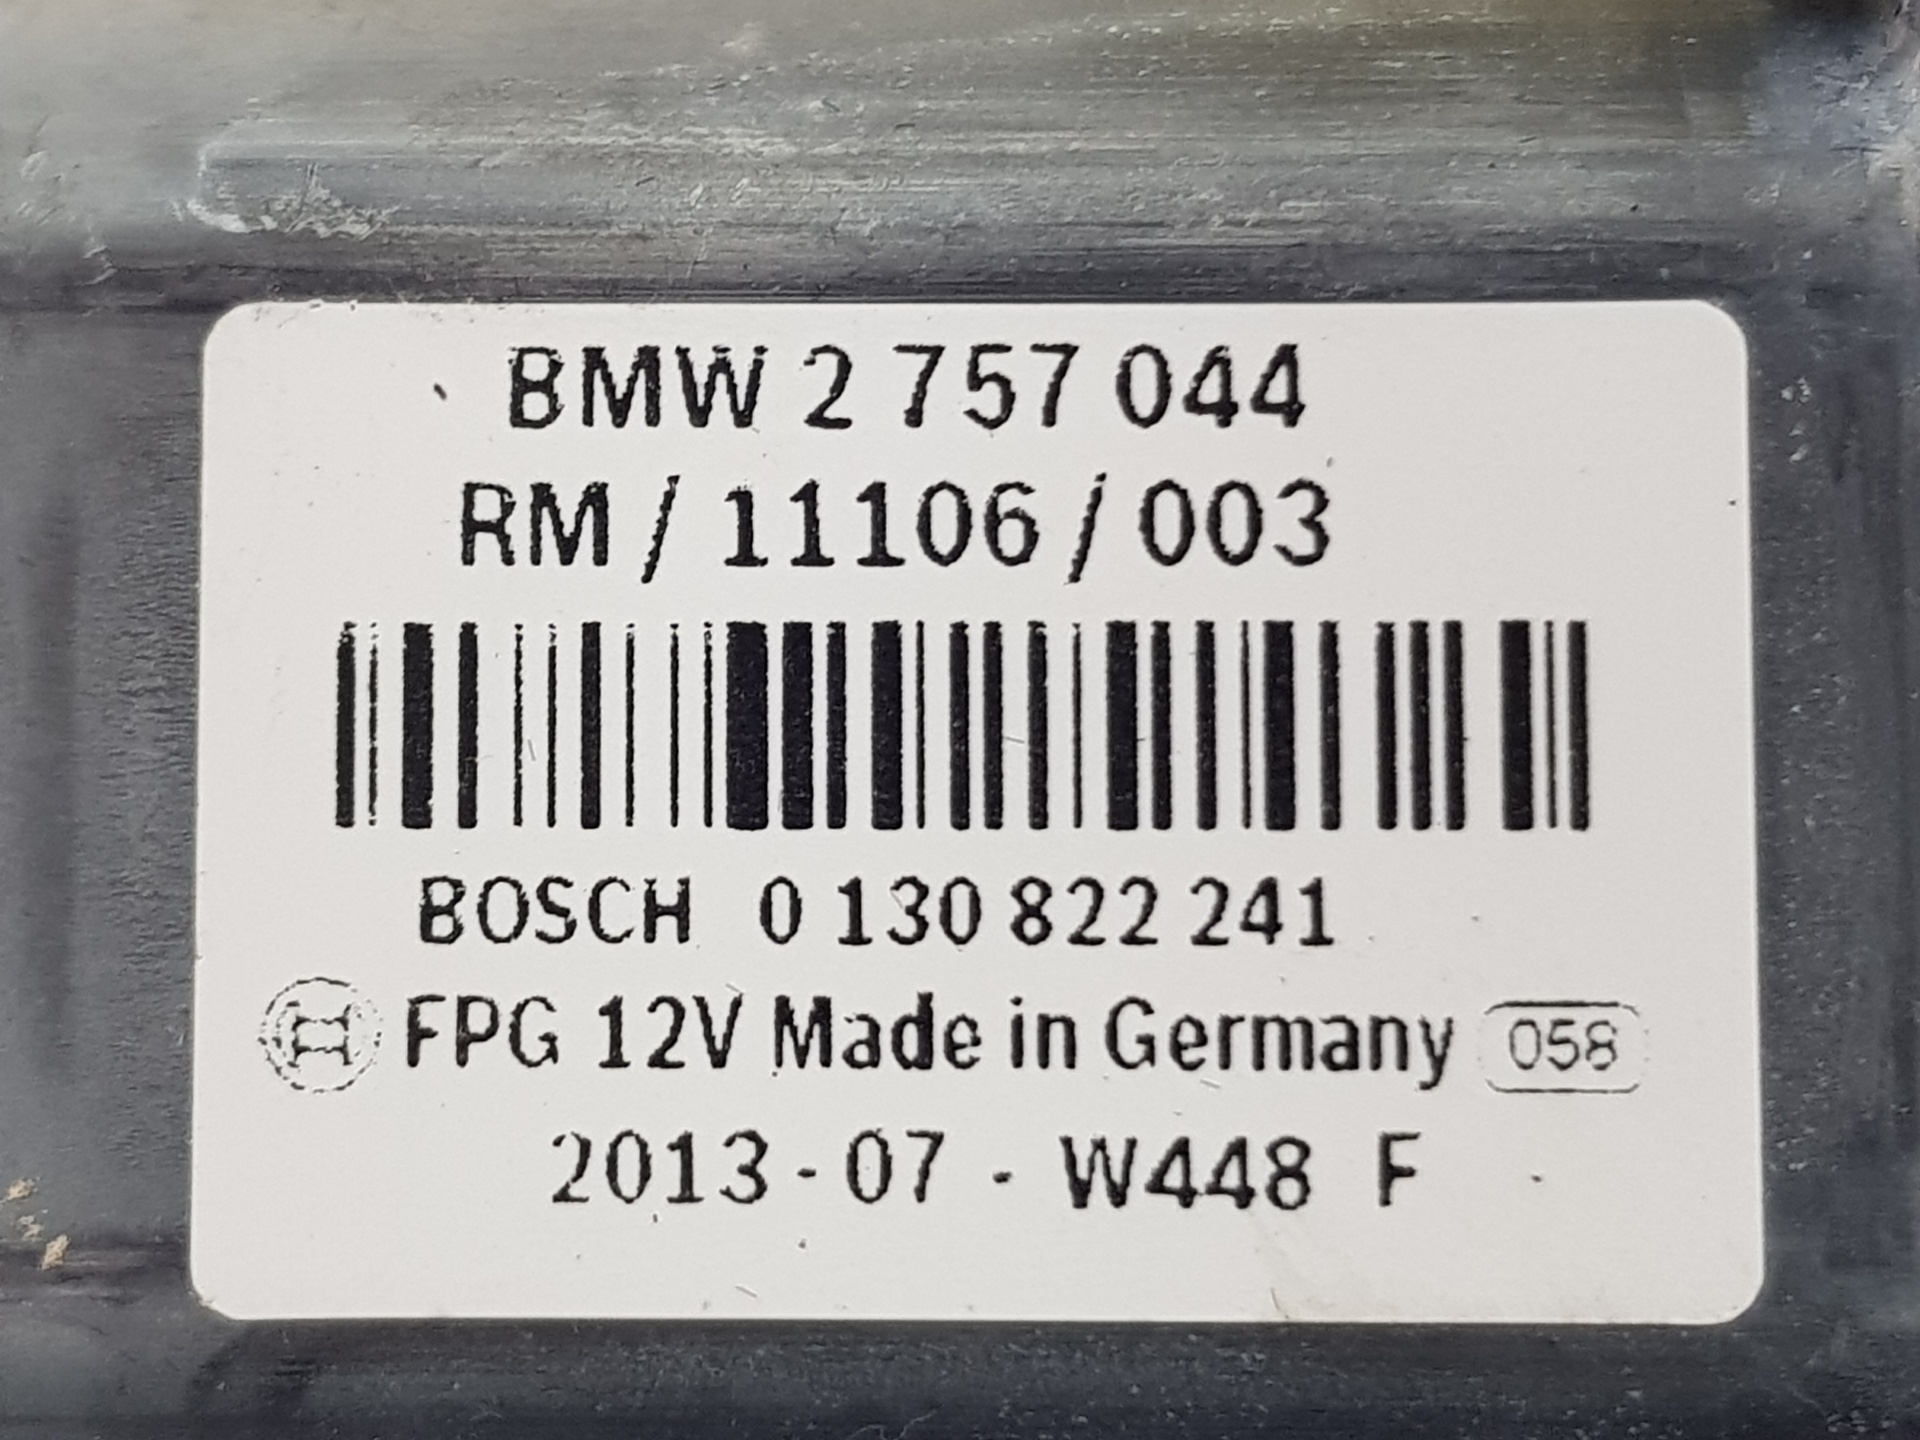 BMW 2 757 044
RM / 11106 / 003
BOSCH 0 130 822 241
FPG 12V Made in Germany 058
2013 - 07 - W448 F